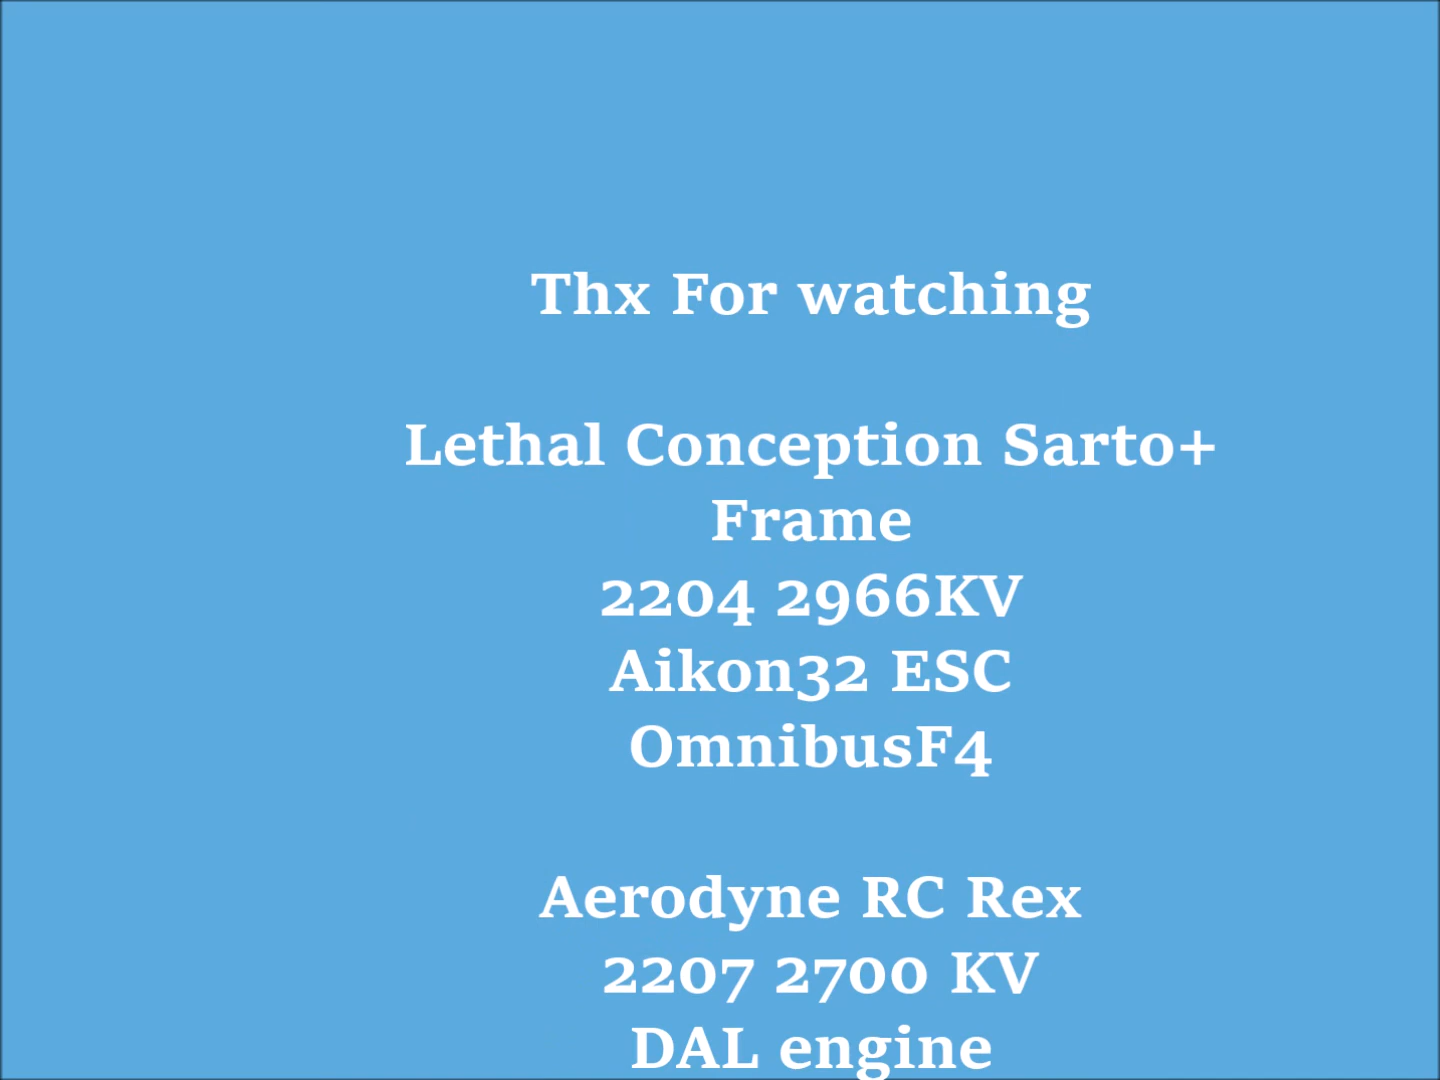 Thx For watching
Lethal Conception Sarto+
Frame
2204 2966KV
Aikon32 ESC
OmnibusF4
Aerodyne RC Rex
2207 2700 KV
DAL engine